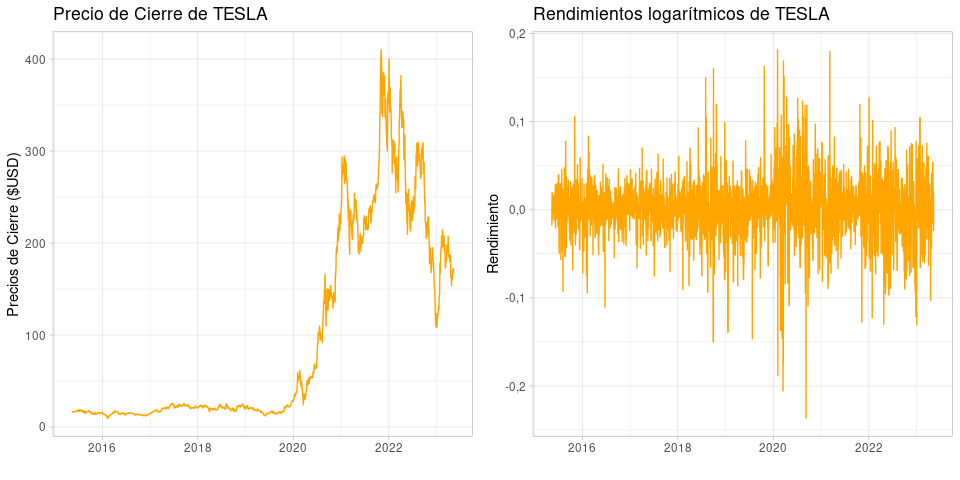 Precio de Cierre de TESLA
Precios de Cierre ($USD)
400
300
200
100
0
2016 2018 2020 2022
Rendimientos logarítmicos de TESLA
Rendimiento
0,2
0,1
0,0
-0,1
-0,2
2016 2018 2020 2022